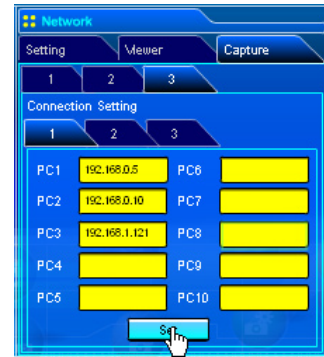 Network
Setting Viewer Capture
1 2 3
Connection Setting
1 2 3
PC1 192.168.0.5 PC6
PC2 192.168.0.10 PC7
PC3 192.168.1.121 PC8
PC4 PC9
PC5 PC10